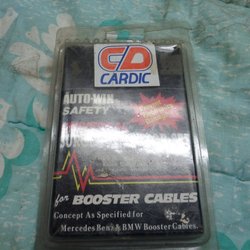 CD
CARDIC
AUTO-WIN
SAFETY
for BOOSTER CABLES
Concept As Specified for
Mercedes Benz & BMW Booster Cables.